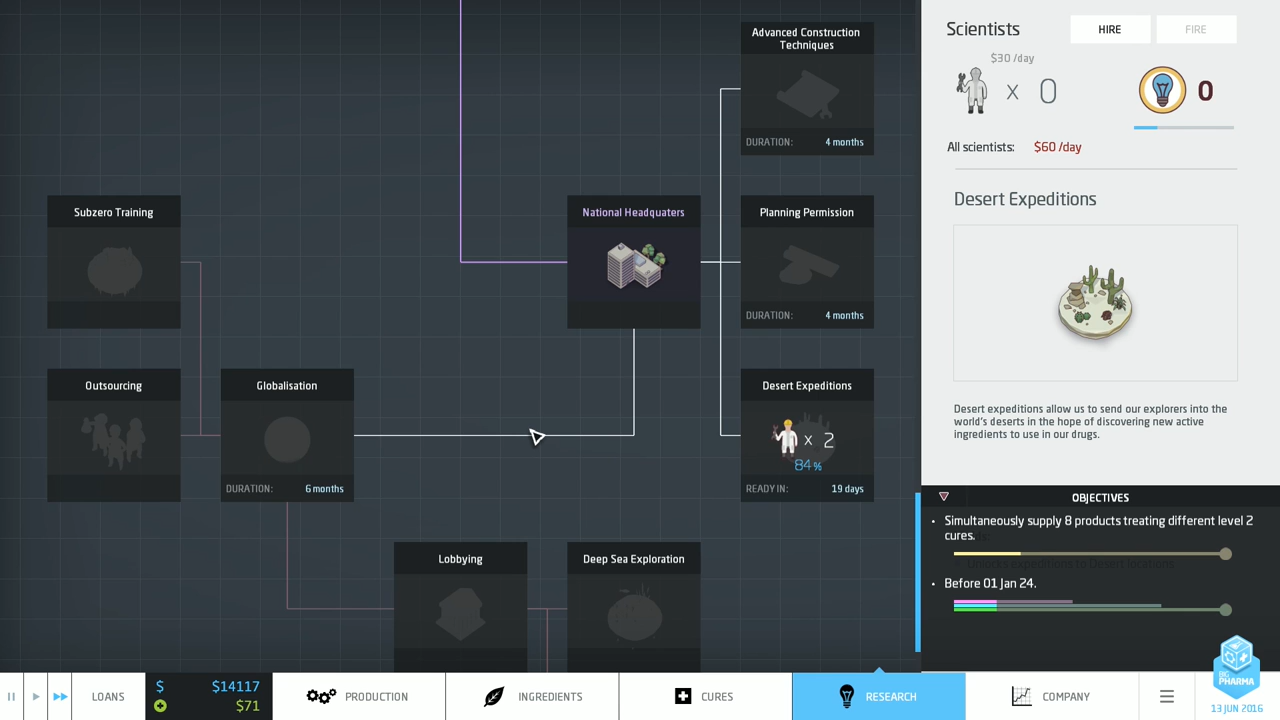 Advanced Construction
Techniques
DURATION: 4 months
Subzero Training
National Headquaters
Planning Permission
DURATION: 4 months
Outsourcing
Globalisation
DURATION: 6 months
Desert Expeditions
x 2
84%
READY IN: 19 days
Lobbying
Deep Sea Exploration
Scientists
HIRE
FIRE
$30 /day
x 0
0
All scientists: $60 /day
Desert Expeditions
Desert expeditions allow us to send our explorers into the
world's deserts in the hope of discovering new active
ingredients to use in our drugs.
OBJECTIVES
• Simultaneously supply 8 products treating different level 2
cures.
Unlocks expeditions to Desert locations
• Before 01 Jan 24.
LOANS
$ $14117
$71
PRODUCTION
INGREDIENTS
CURES
RESEARCH
COMPANY
BIG
PHARMA
13 JUN 2016